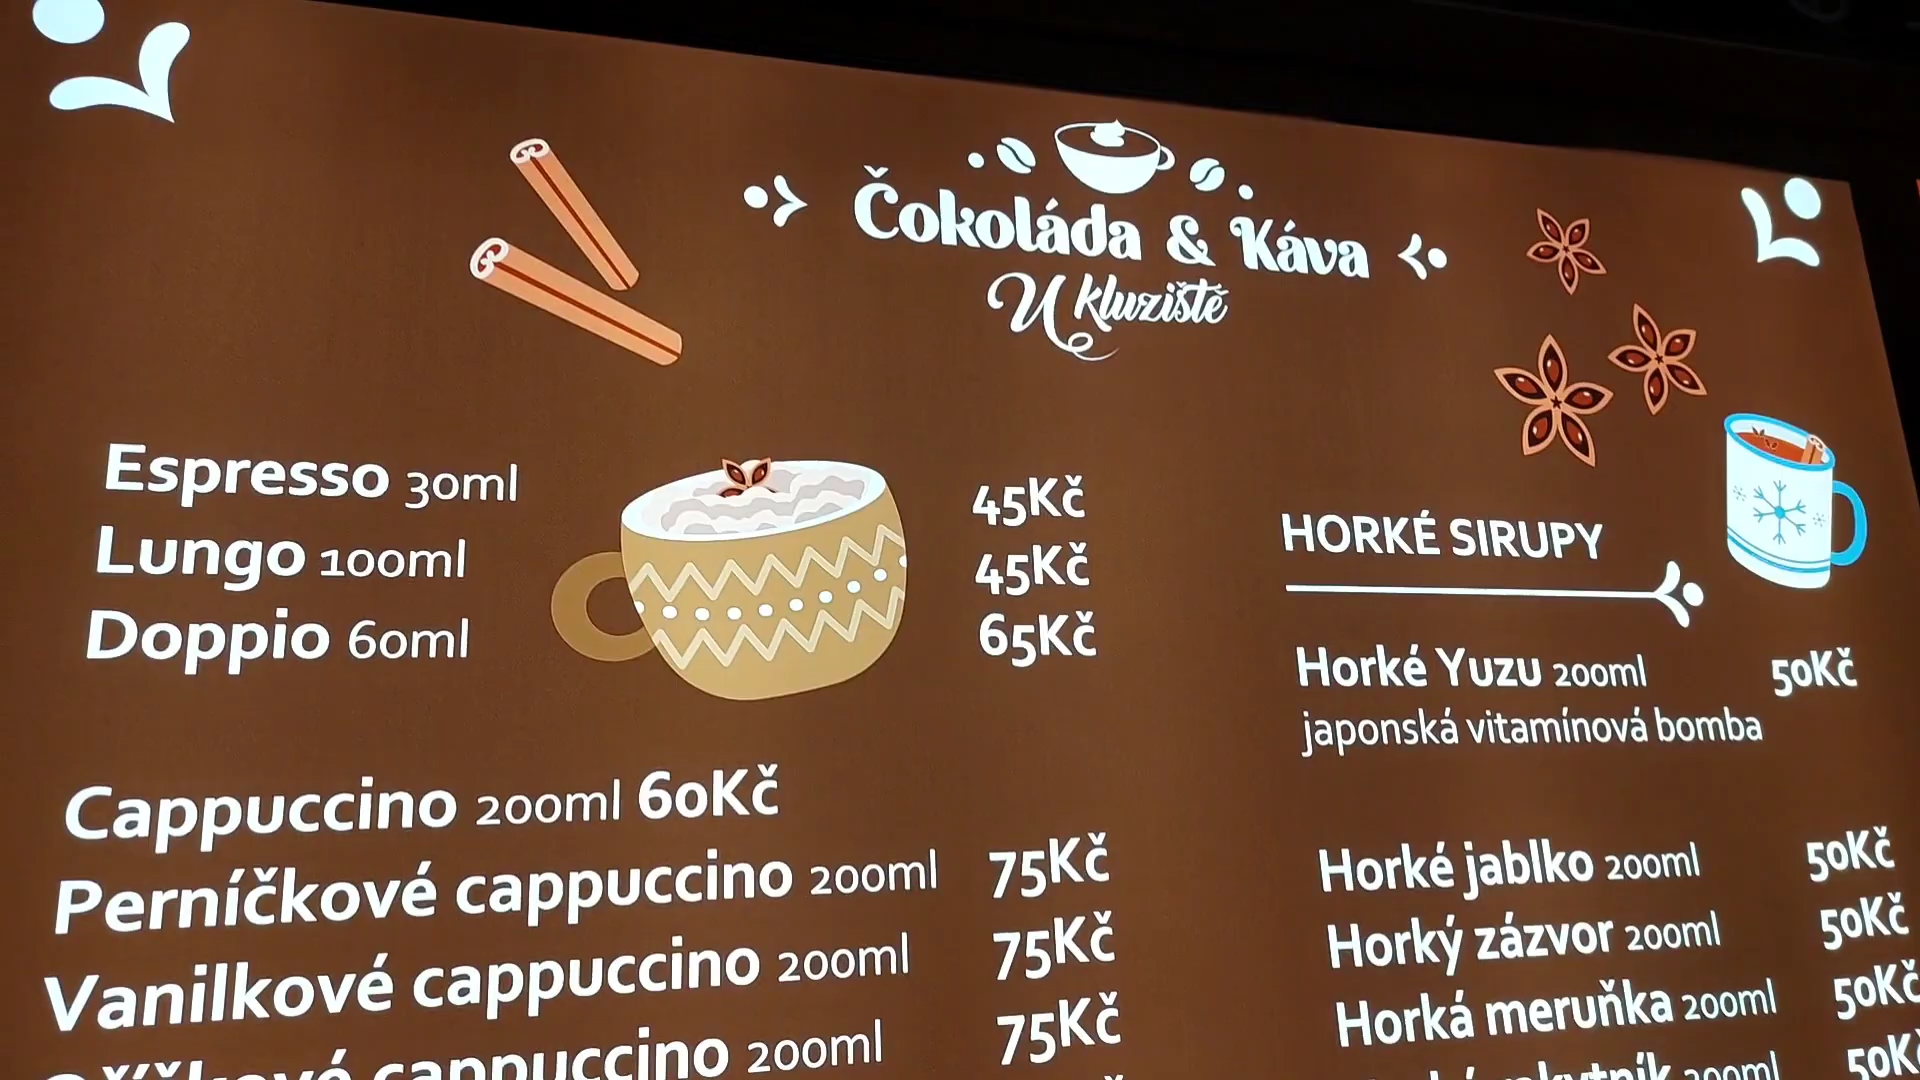 Čokoláda & Káva
U kluziště
Espresso 30ml 45Kč
Lungo 100ml 45Kč
Doppio 60ml 65Kč
Cappuccino 200ml 60Kč
Perníčkové cappuccino 200ml 75Kč
Vanilkové cappuccino 200ml 75Kč
cappuccino 200ml 75Kč
HORKÉ SIRUPY
Horké Yuzu 200ml 50Kč
japonská vitamínová bomba
Horké jablko 200ml 50Kč
Horký zázvor 200ml 50Kč
Horká meruňka 200ml 50Kč
200ml 50Kč